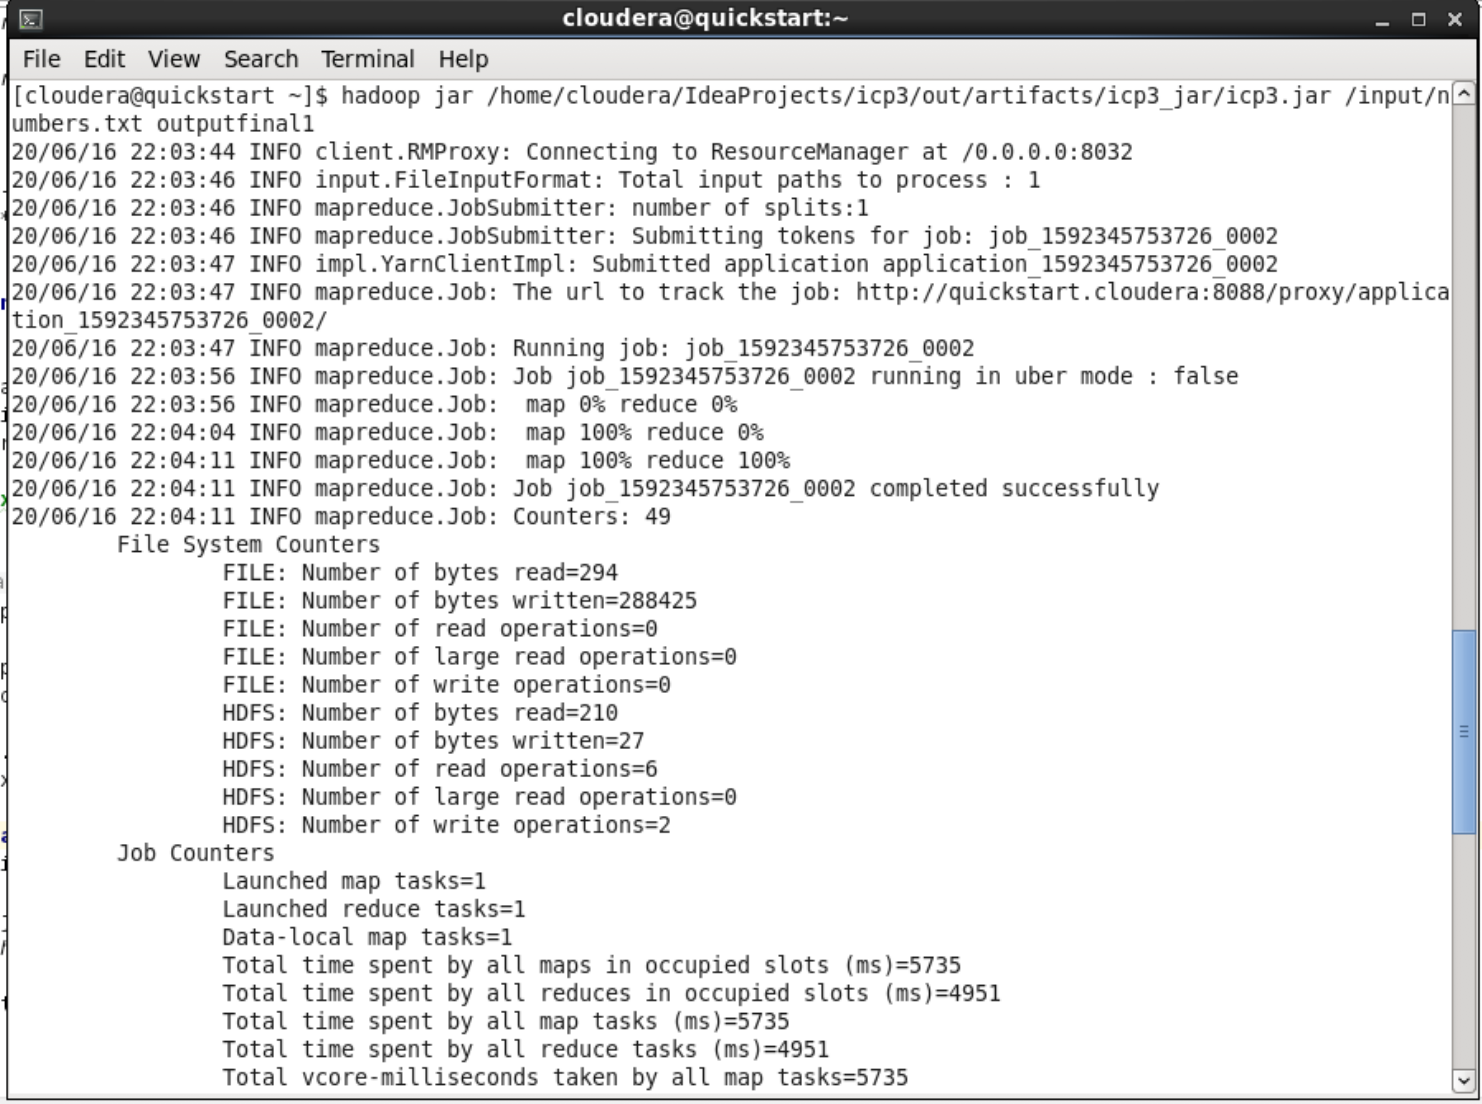 cloudera@quickstart:~
File Edit View Search Terminal Help
[cloudera@quickstart ~]$ hadoop jar /home/cloudera/IdeaProjects/icp3/out/artifacts/icp3_jar/icp3.jar /input/n
umbers.txt outputfinal1
20/06/16 22:03:44 INFO client.RMProxy: Connecting to ResourceManager at /0.0.0.0:8032
20/06/16 22:03:46 INFO input.FileInputFormat: Total input paths to process : 1
20/06/16 22:03:46 INFO mapreduce.JobSubmitter: number of splits:1
20/06/16 22:03:46 INFO mapreduce.JobSubmitter: Submitting tokens for job: job_1592345753726_0002
20/06/16 22:03:47 INFO impl.YarnClientImpl: Submitted application application_1592345753726_0002
20/06/16 22:03:47 INFO mapreduce.Job: The url to track the job: http://quickstart.cloudera:8088/proxy/applica
tion_1592345753726_0002/
20/06/16 22:03:47 INFO mapreduce.Job: Running job: job_1592345753726_0002
20/06/16 22:03:56 INFO mapreduce.Job: Job job_1592345753726_0002 running in uber mode : false
20/06/16 22:03:56 INFO mapreduce.Job:  map 0% reduce 0%
20/06/16 22:04:04 INFO mapreduce.Job:  map 100% reduce 0%
20/06/16 22:04:11 INFO mapreduce.Job:  map 100% reduce 100%
20/06/16 22:04:11 INFO mapreduce.Job: Job job_1592345753726_0002 completed successfully
20/06/16 22:04:11 INFO mapreduce.Job: Counters: 49
File System Counters
FILE: Number of bytes read=294
FILE: Number of bytes written=288425
FILE: Number of read operations=0
FILE: Number of large read operations=0
FILE: Number of write operations=0
HDFS: Number of bytes read=210
HDFS: Number of bytes written=27
HDFS: Number of read operations=6
HDFS: Number of large read operations=0
HDFS: Number of write operations=2
Job Counters
Launched map tasks=1
Launched reduce tasks=1
Data-local map tasks=1
Total time spent by all maps in occupied slots (ms)=5735
Total time spent by all reduces in occupied slots (ms)=4951
Total time spent by all map tasks (ms)=5735
Total time spent by all reduce tasks (ms)=4951
Total vcore-milliseconds taken by all map tasks=5735